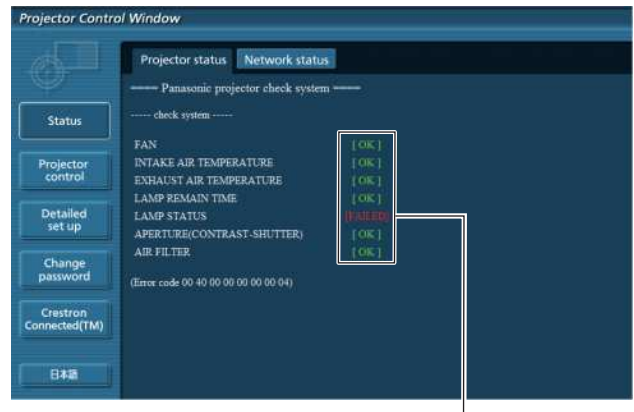 Projector Control Window
Projector status Network status
==== Panasonic projector check system ====
----- check system -----
FAN [ OK ]
INTAKE AIR TEMPERATURE [ OK ]
EXHAUST AIR TEMPERATURE [ OK ]
LAMP REMAIN TIME [ OK ]
LAMP STATUS [FAILED]
APERTURE(CONTRAST-SHUTTER) [ OK ]
AIR FILTER [ OK ]
(Error code 00 40 00 00 00 00 00 04)
Status
Projector
control
Detailed
set up
Change
password
Crestron
Connected(TM)
日本語